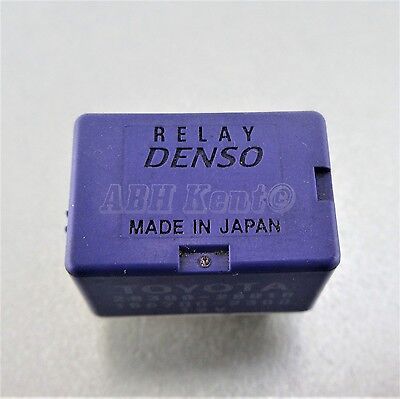 RELAY
DENSO
ABH Kent©
MADE IN JAPAN
TOYOTA